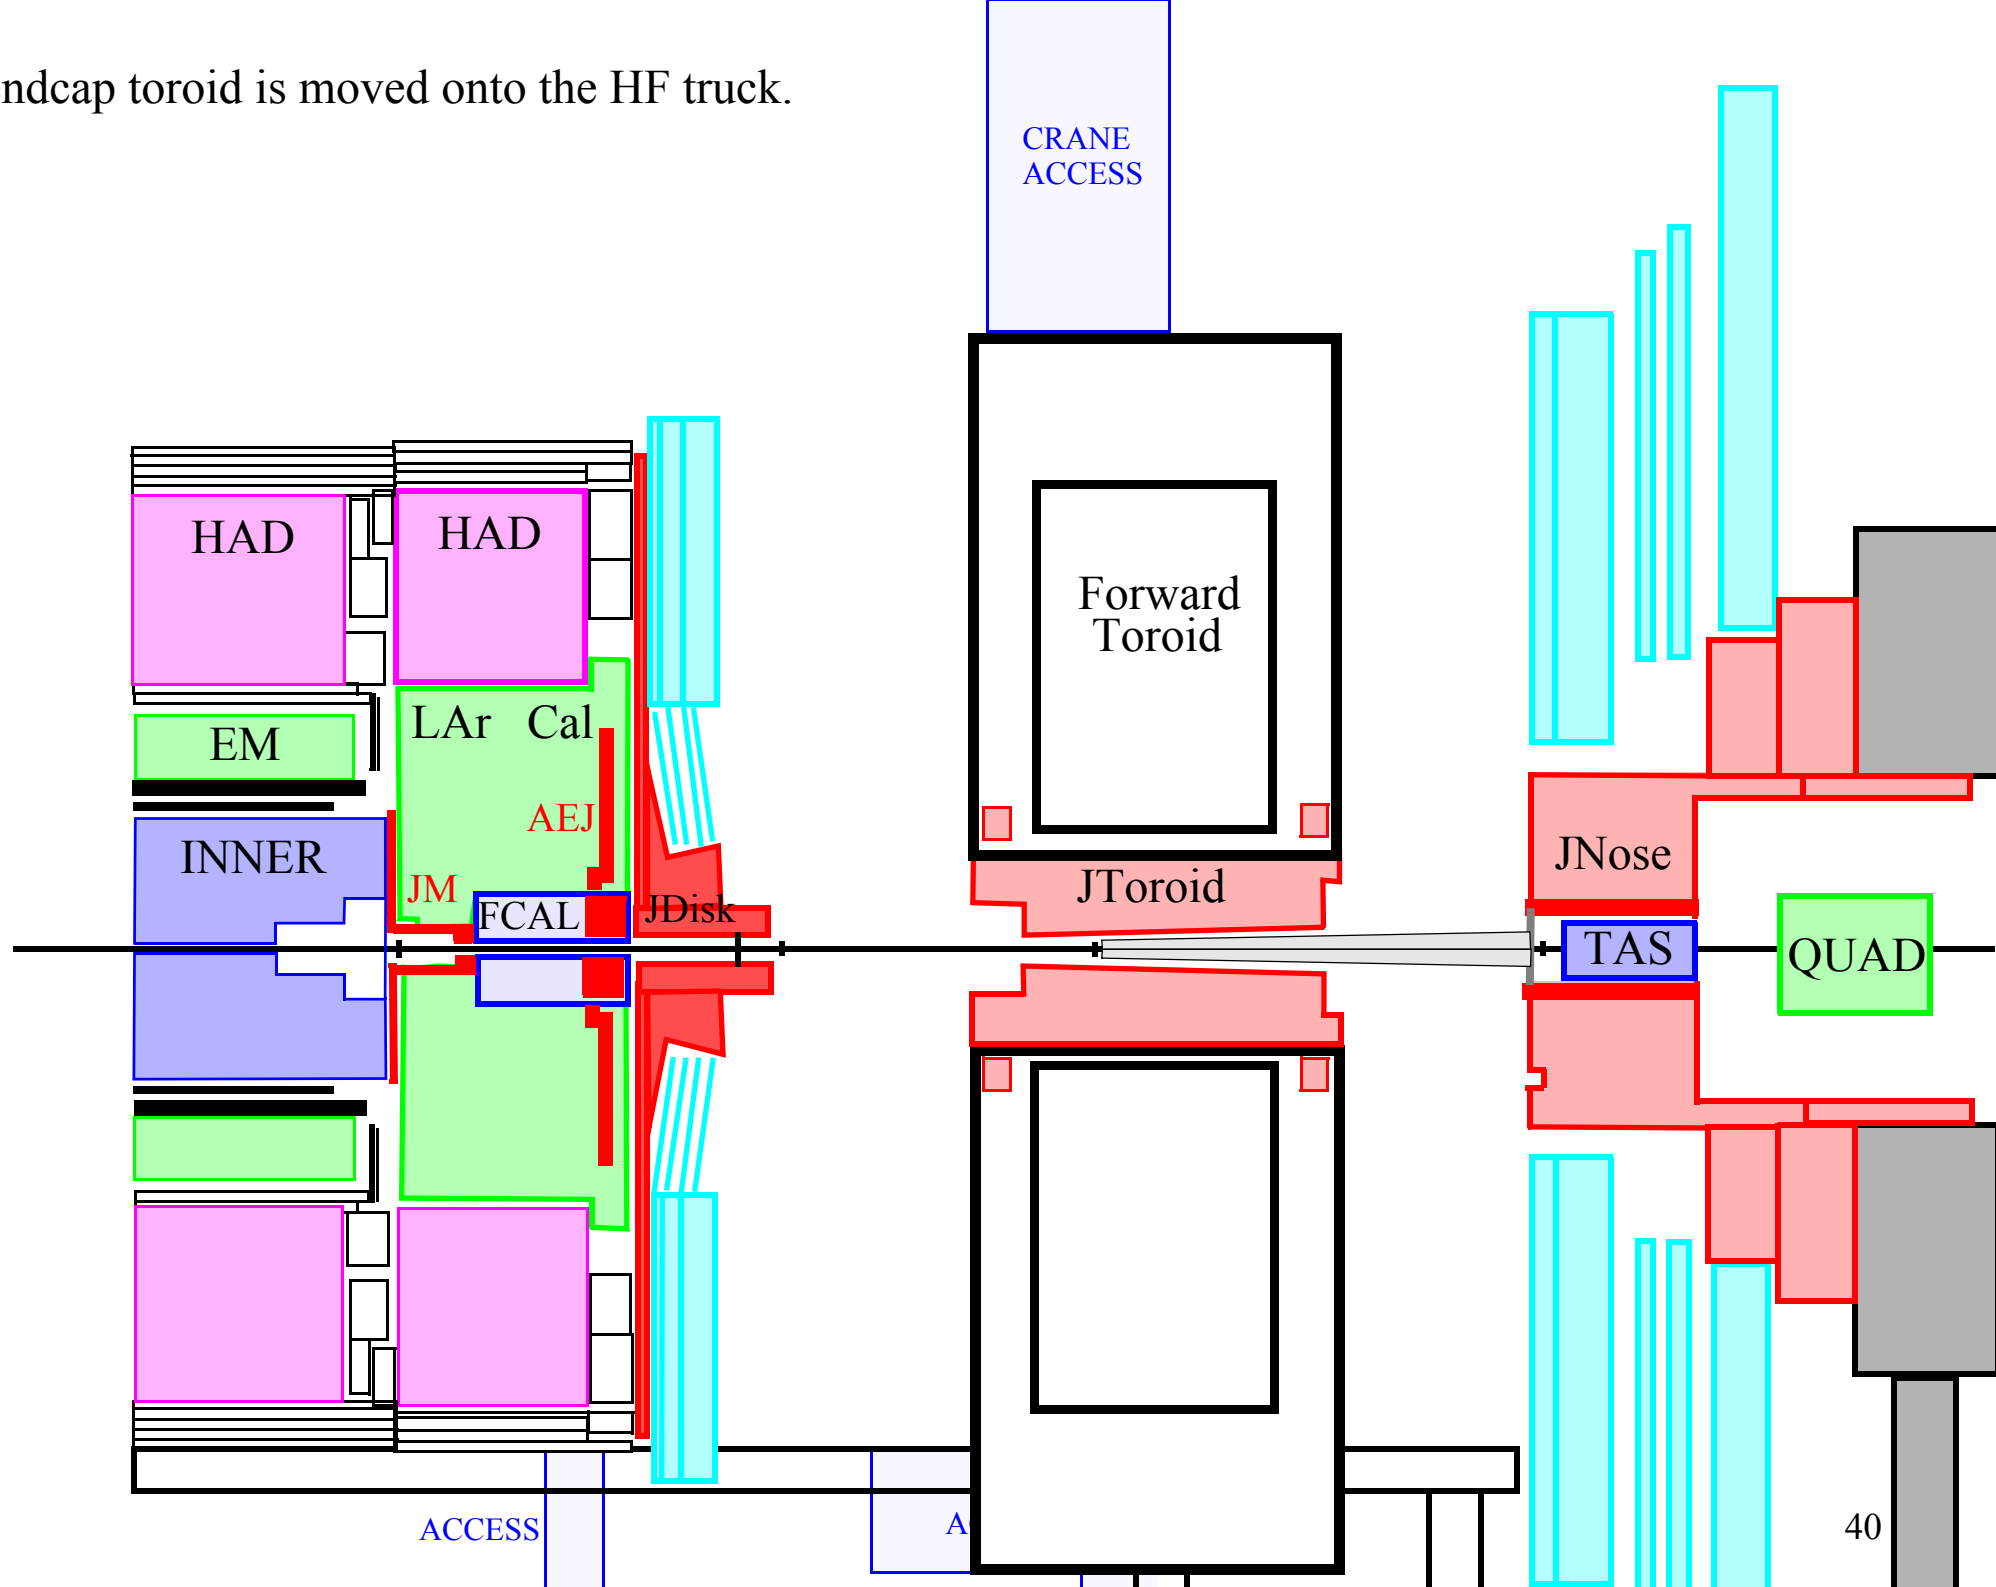 ndcap toroid is moved onto the HF truck.
CRANE
ACCESS
HAD
HAD
Forward
Toroid
LAr Cal
EM
AEJ
INNER
JM
FCAL
JDisk
JToroid
JNose
TAS
QUAD
ACCESS
A
40